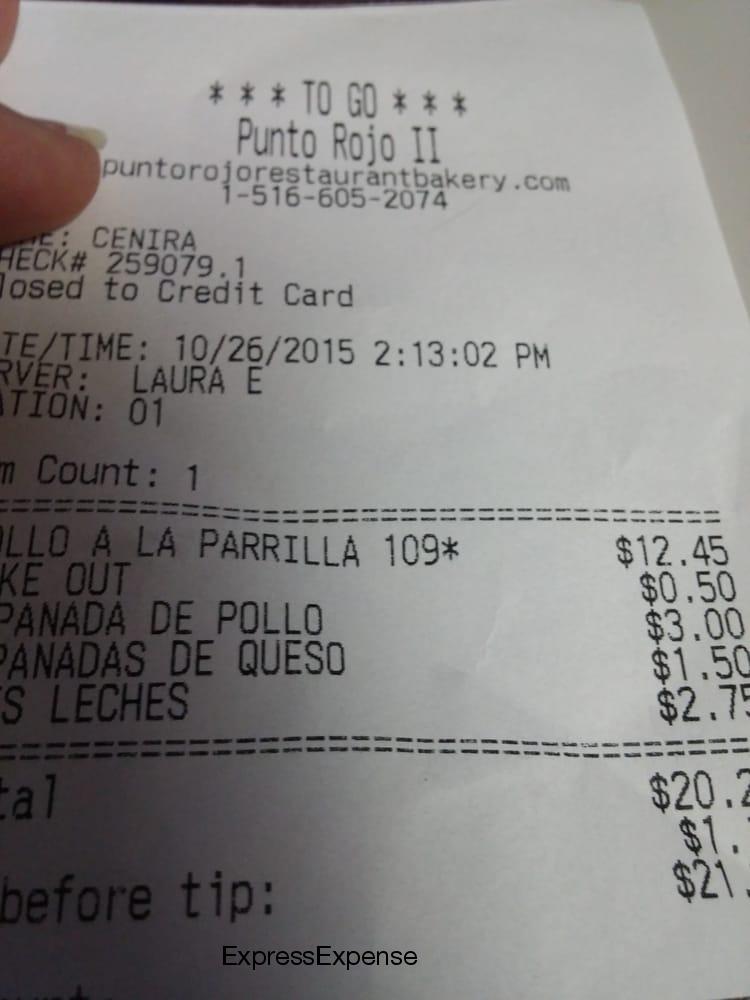 * * * TO GO * * *
Punto Rojo II
puntorojorestaurantbakery.com
1-516-605-2074
ME: CENIRA
HECK# 259079.1
losed to Credit Card
TE/TIME: 10/26/2015 2:13:02 PM
RVER: LAURA E
ATION: 01
m Count: 1
OLLO A LA PARRILLA 109* $12.45
KE OUT $0.50
PANADA DE POLLO $3.00
PANADAS DE QUESO $1.50
S LECHES $2.75
tal $20.2
$1.
before tip: $21.
ExpressExpense